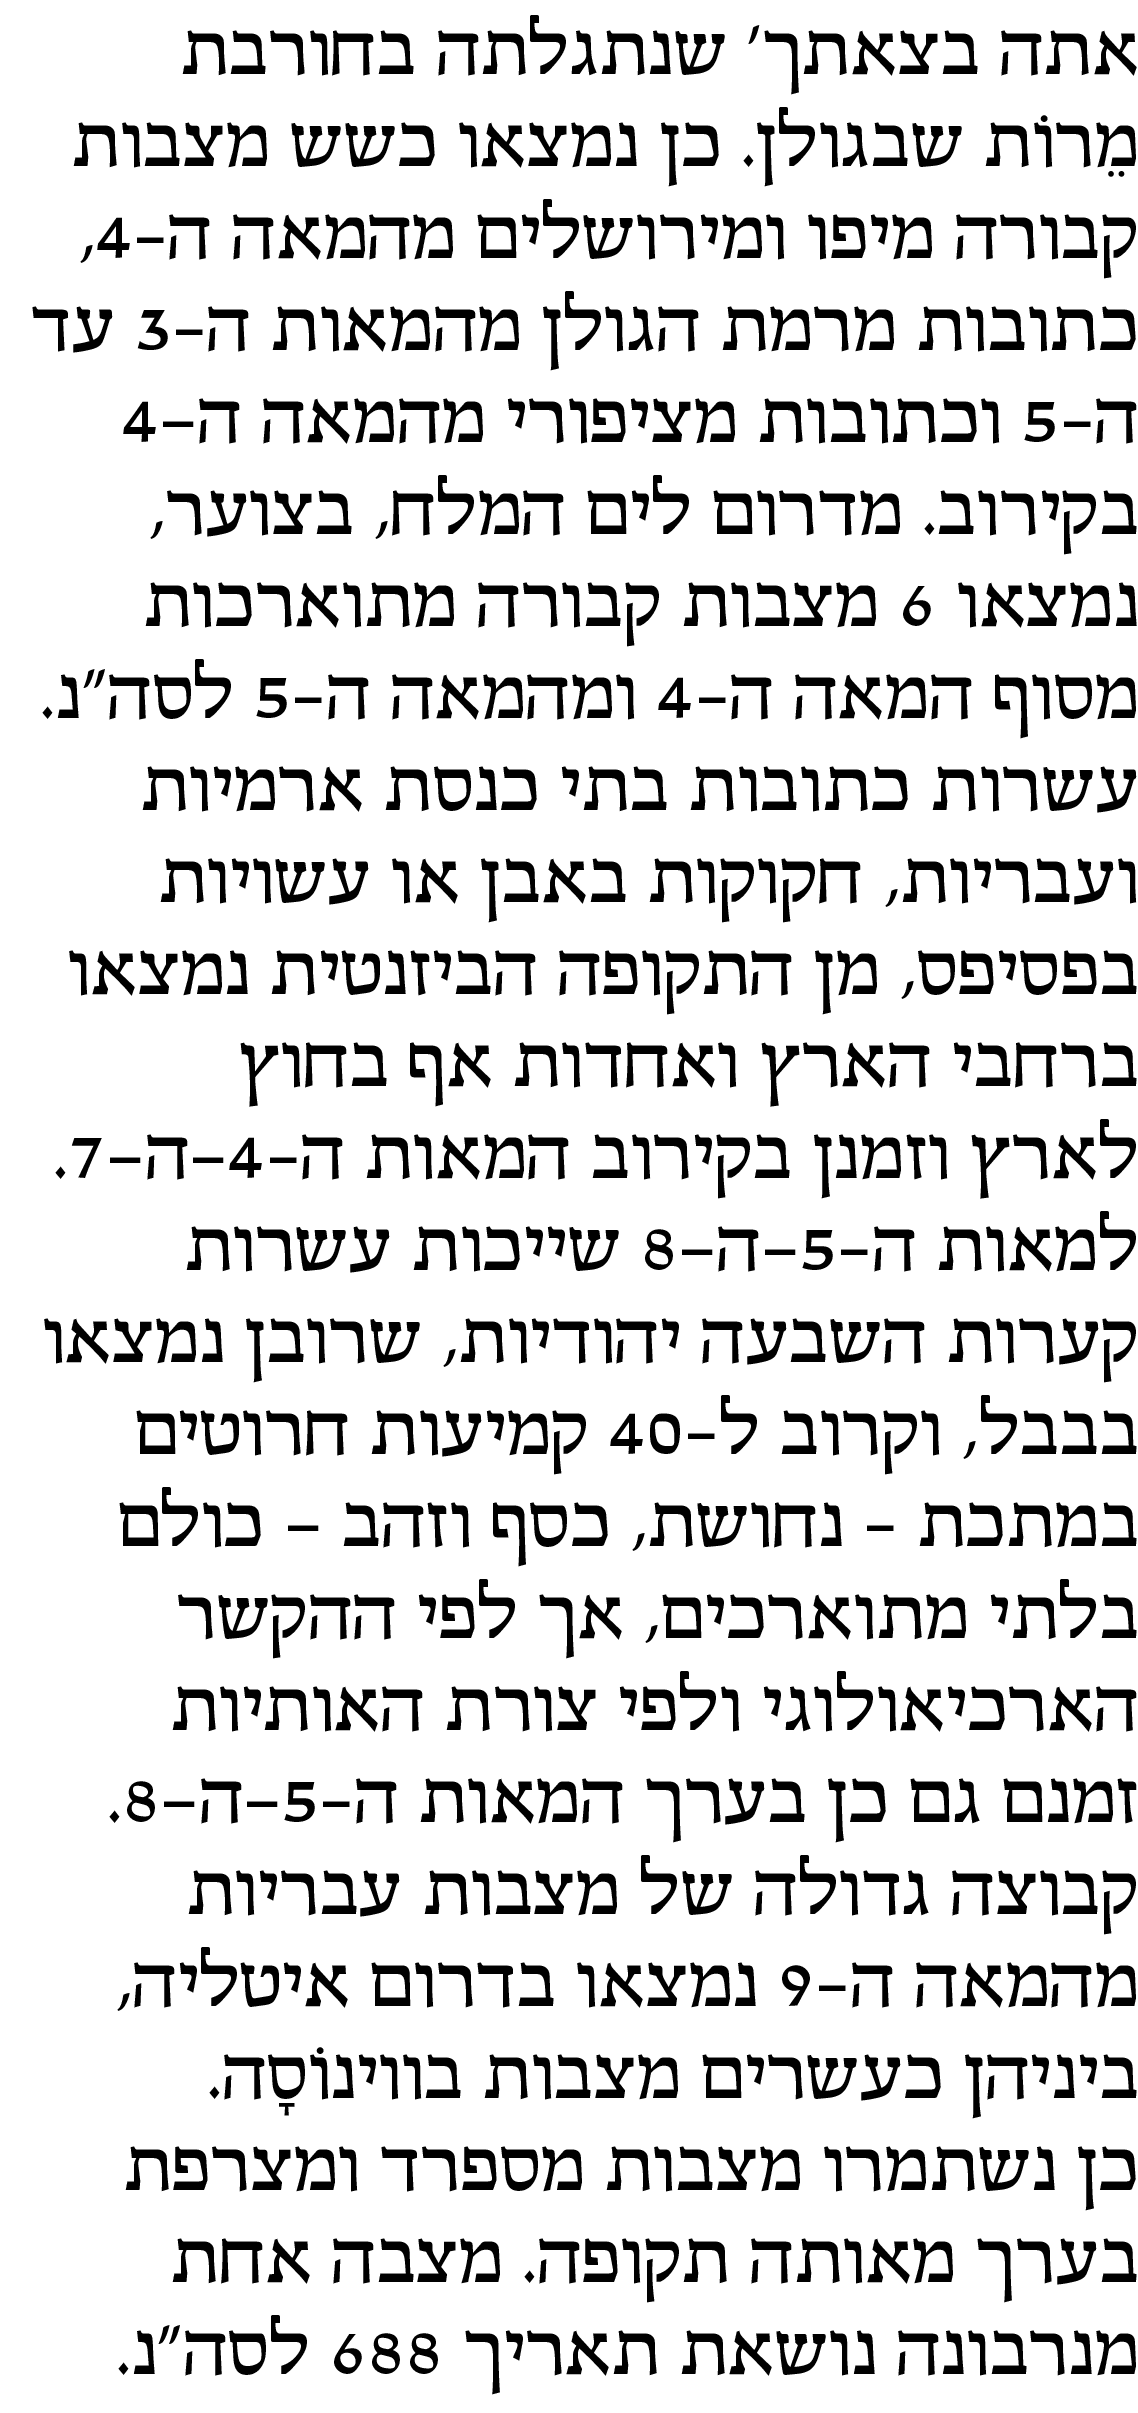 אתה בצאתך' שנתגלתה בחורבת
מֵרוֹת שבגולן. כן נמצאו כשש מצבות
קבורה מיפו ומירושלים מהמאה ה–4,
כתובות מרמת הגולן מהמאות ה–3 עד
ה–5 וכתובות מציפורי מהמאה ה–4
בקירוב. מדרום לים המלח, בצוער,
נמצאו 6 מצבות קבורה מתוארכות
מסוף המאה ה–4 ומהמאה ה–5 לסה"נ.
עשרות כתובות בתי כנסת ארמיות
ועבריות, חקוקות באבן או עשויות
בפסיפס, מן התקופה הביזנטית נמצאו
ברחבי הארץ ואחדות אף בחוץ
לארץ וזמנן בקירוב המאות ה–4–ה–7.
למאות ה–5–ה–8 שייכות עשרות
קערות השבעה יהודיות, שרובן נמצאו
בבבל, וקרוב ל–40 קמיעות חרוטים
במתכת – נחושת, כסף וזהב – כולם
בלתי מתוארכים, אך לפי ההקשר
הארכיאולוגי ולפי צורת האותיות
זמנם גם כן בערך המאות ה–5–ה–8.
קבוצה גדולה של מצבות עבריות
מהמאה ה–9 נמצאו בדרום איטליה,
ביניהן כעשרים מצבות בווינוֹסָה.
כן נשתמרו מצבות מספרד ומצרפת
בערך מאותה תקופה. מצבה אחת
מנרבונה נושאת תאריך 688 לסה"נ.